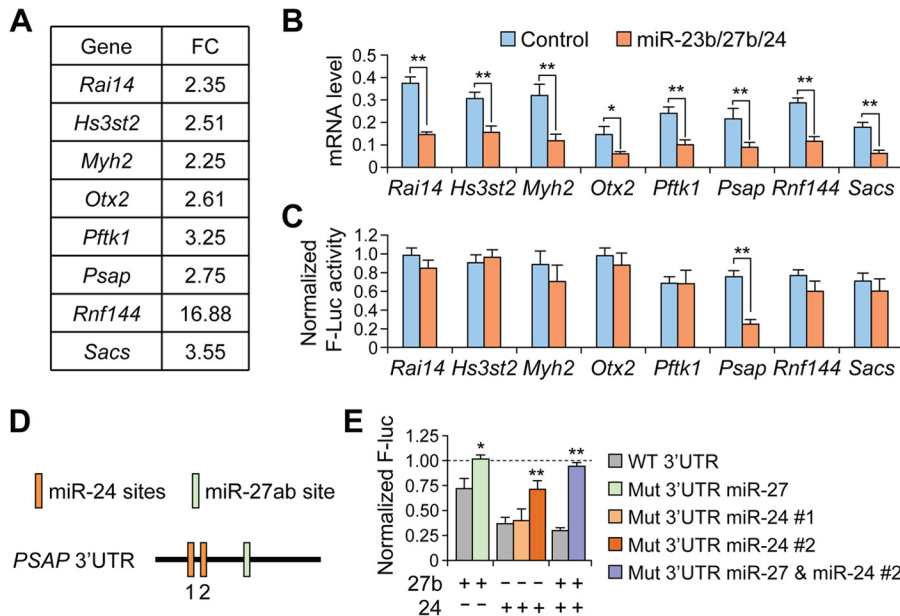 A
Gene FC
Rai14 2.35
Hs3st2 2.51
Myh2 2.25
Otx2 2.61
Pftk1 3.25
Psap 2.75
Rnf144 16.88
Sacs 3.55
B
Control miR-23b/27b/24
mRNA level
0.5
0.4
0.3
0.2
0.1
0
** ** ** * ** ** ** **
Rai14 Hs3st2 Myh2 Otx2 Pftk1 Psap Rnf144 Sacs
C
Normalized
F-Luc activity
1.2
1.0
0.8
0.6
0.4
0.2
0
**
Rai14 Hs3st2 Myh2 Otx2 Pftk1 Psap Rnf144 Sacs
D
miR-24 sites miR-27ab site
PSAP 3'UTR
1 2
E
Normalized F-luc
1.25
1.00
0.75
0.50
0.25
0
* ** **
27b + + - - - + +
24 - - + + + + +
WT 3'UTR
Mut 3'UTR miR-27
Mut 3'UTR miR-24 #1
Mut 3'UTR miR-24 #2
Mut 3'UTR miR-27 & miR-24 #2